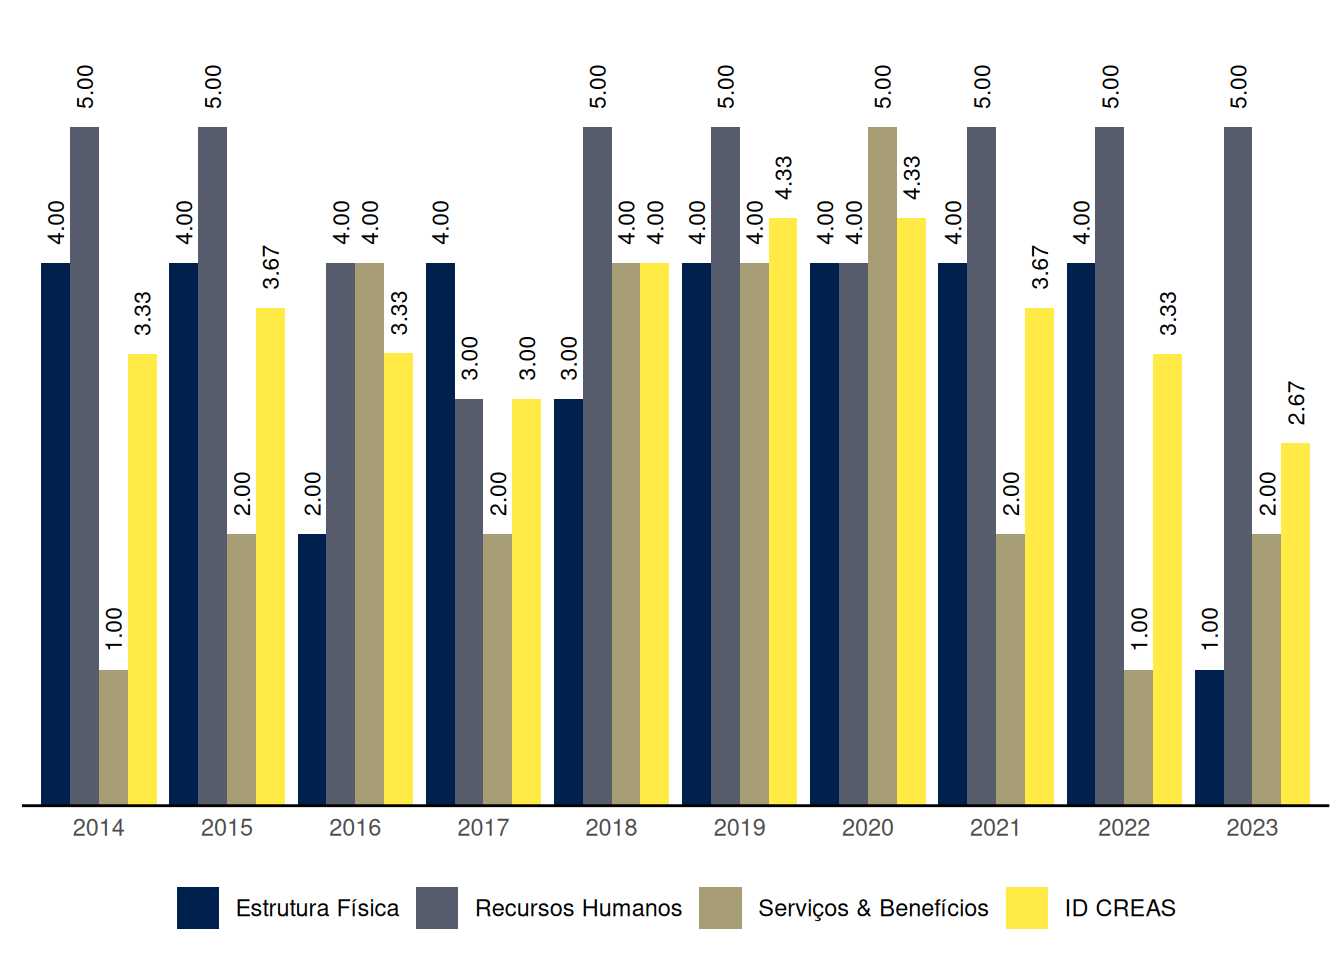 4.00 5.00 1.00 3.33 4.00 5.00 2.00 3.67 2.00 4.00 4.00 3.33 4.00 3.00 2.00 3.00 3.00 5.00 4.00 4.00 4.00 5.00 4.00 4.33 4.00 4.00 5.00 4.33 4.00 5.00 2.00 3.67 4.00 5.00 1.00 3.33 1.00 5.00 2.00 2.67
2014 2015 2016 2017 2018 2019 2020 2021 2022 2023
Estrutura Física Recursos Humanos Serviços & Benefícios ID CREAS